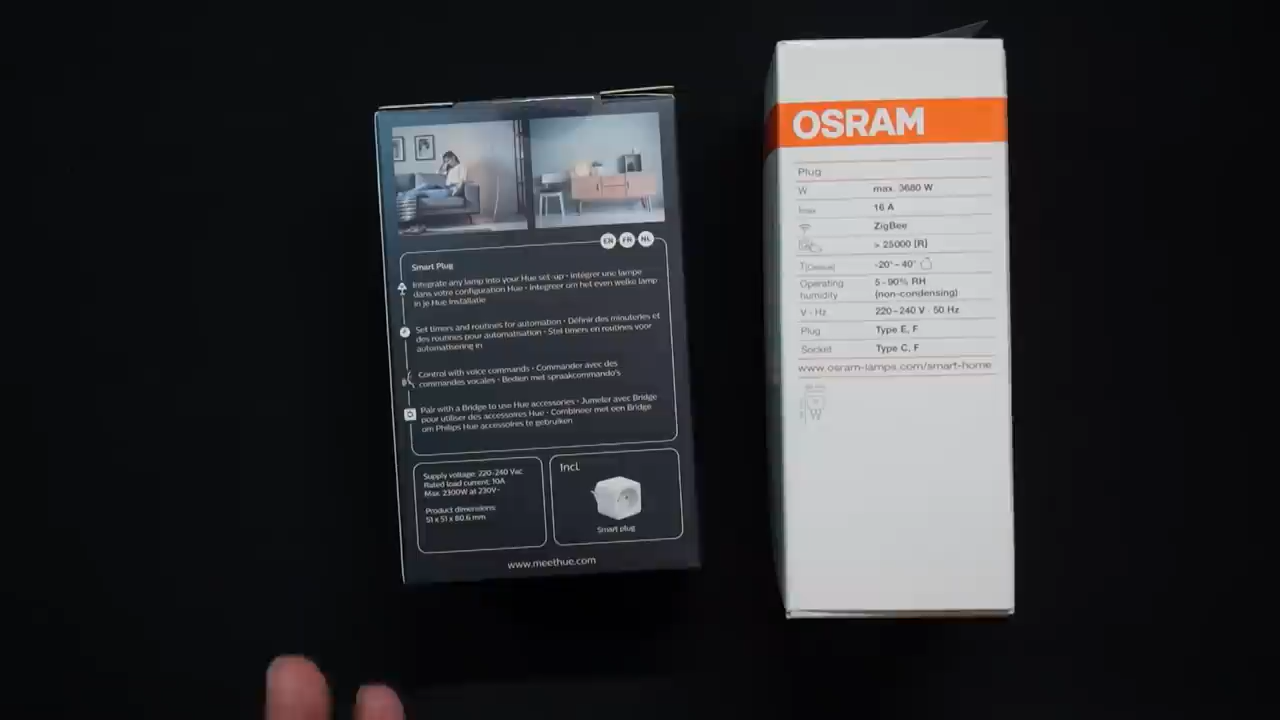 EN FR NL
Smart Plug
Integrate any lamp into your Hue set-up • Intégrer une lampe
dans votre configuration Hue • Integreer om het even welke lamp
in je Hue installatie
Set timers and routines for automation • Définir des minuteries et
des routines pour automatisation • Stel timers en routines voor
automatisering in
Control with voice commands • Commander avec des
commandes vocales • Bedien met spraakcommando's
Pair with a Bridge to use Hue accessories • Jumeler avec Bridge
pour utiliser des accessoires Hue • Combineer met een Bridge
om Philips Hue accessoires te gebruiken
Supply voltage: 220-240 Vac
Rated load current: 10A
Max. 2300W at 230V~
Product dimensions:
51 x 51 x 80.6 mm
Incl.
Smart plug
www.meethue.com
OSRAM
Plug
W max. 3680 W
Imax 16 A
ZigBee
> 25000 [R]
-20° – 40°
Operating humidity 5 – 90% RH (non-condensing)
V · Hz 220 – 240 V · 50 Hz
Plug Type E, F
Socket Type C, F
www.osram-lamps.com/smart-home
W